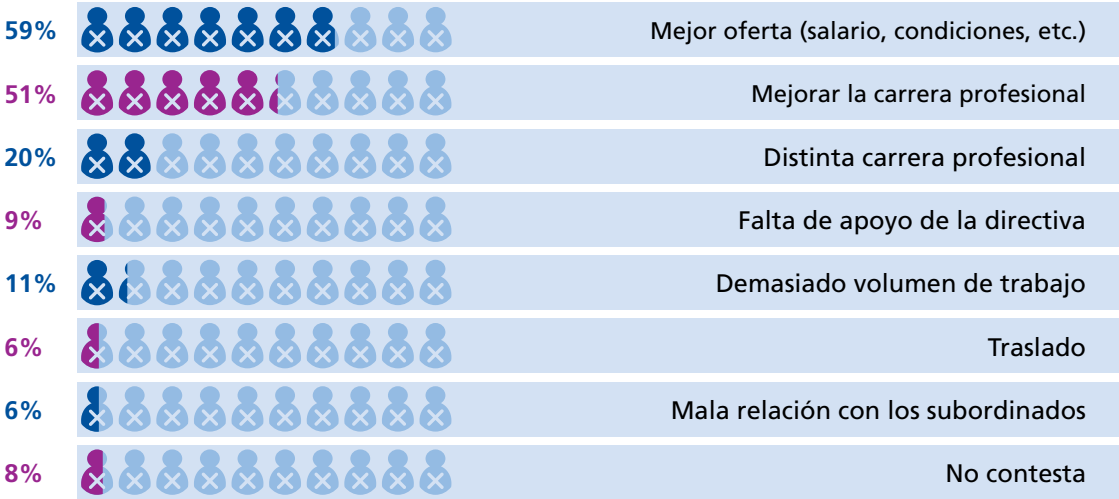 59% Mejor oferta (salario, condiciones, etc.)
51% Mejorar la carrera profesional
20% Distinta carrera profesional
9% Falta de apoyo de la directiva
11% Demasiado volumen de trabajo
6% Traslado
6% Mala relación con los subordinados
8% No contesta